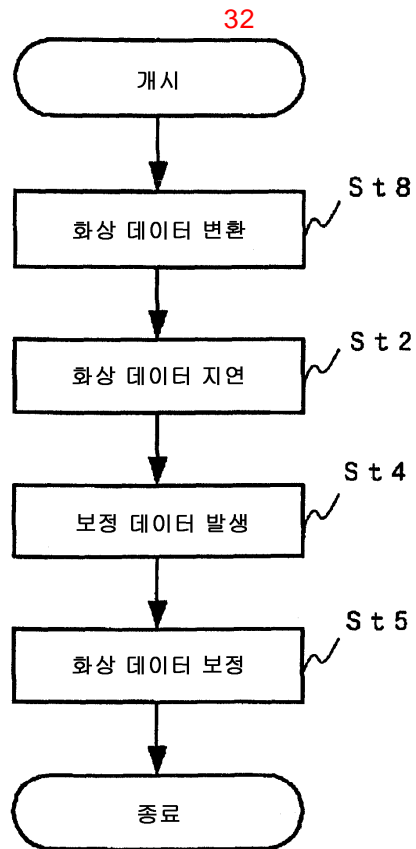 32
개시
St8
화상 데이터 변환
St2
화상 데이터 지연
St4
보정 데이터 발생
St5
화상 데이터 보정
종료